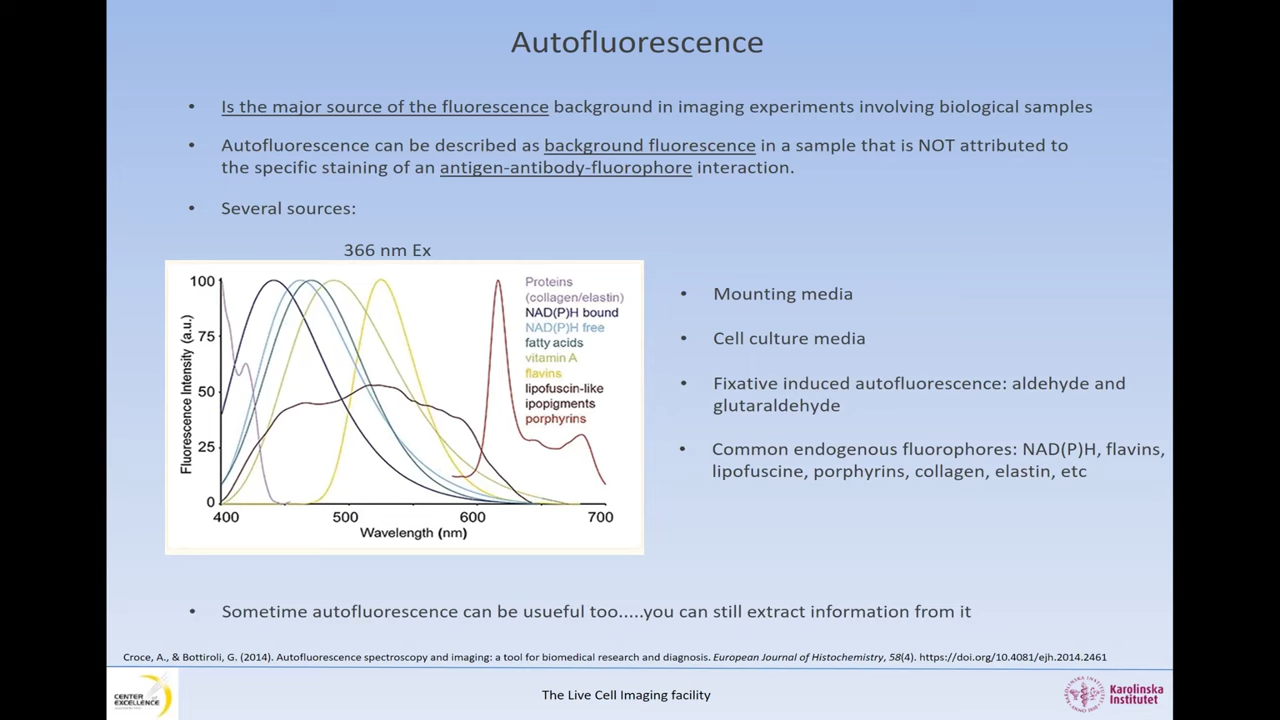 Autofluorescence
• Is the major source of the fluorescence background in imaging experiments involving biological samples
• Autofluorescence can be described as background fluorescence in a sample that is NOT attributed to
the specific staining of an antigen-antibody-fluorophore interaction.
• Several sources:
366 nm Ex
Fluorescence Intensity (a.u.)
100
75
50
25
0
400
500
600
700
Wavelength (nm)
Proteins
(collagen/elastin)
NAD(P)H bound
NAD(P)H free
fatty acids
vitamin A
flavins
lipofuscin-like
ipopigments
porphyrins
• Mounting media
• Cell culture media
• Fixative induced autofluorescence: aldehyde and
glutaraldehyde
• Common endogenous fluorophores: NAD(P)H, flavins,
lipofuscine, porphyrins, collagen, elastin, etc
• Sometime autofluorescence can be usueful too.....you can still extract information from it
Croce, A., & Bottiroli, G. (2014). Autofluorescence spectroscopy and imaging: a tool for biomedical research and diagnosis. European Journal of Histochemistry, 58(4). https://doi.org/10.4081/ejh.2014.2461
CENTER OF
EXCELLENCE
The Live Cell Imaging facility
Karolinska
Institutet